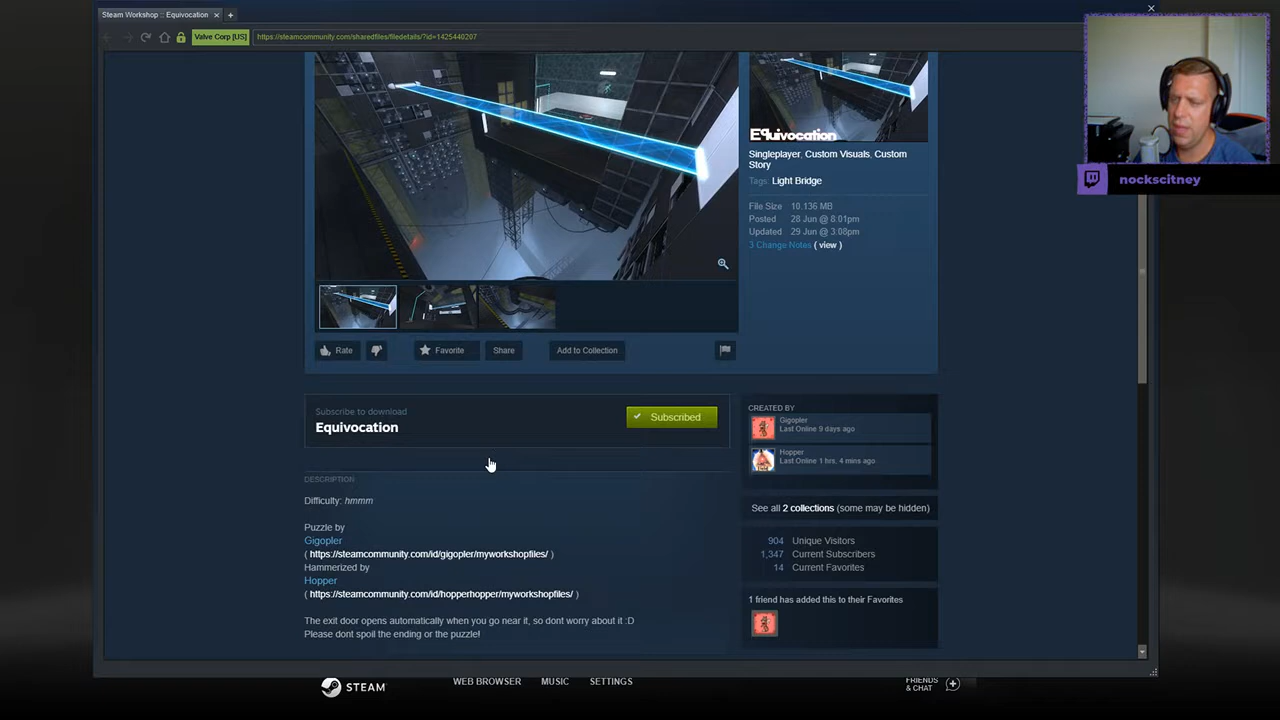 Steam Workshop :: Equivocation
Valve Corp [US]
https://steamcommunity.com/sharedfiles/filedetails/?id=1425440207
Equivocation
Singleplayer, Custom Visuals, Custom
Story
Tags: Light Bridge
File Size 10.136 MB
Posted 28 Jun @ 8:01pm
Updated 29 Jun @ 3:08pm
3 Change Notes ( view )
nockscitney
Rate
Favorite
Share
Add to Collection
Subscribe to download
Equivocation
Subscribed
DESCRIPTION
Difficulty: hmmm
Puzzle by
Gigopler
( https://steamcommunity.com/id/gigopler/myworkshopfiles/ )
Hammerized by
Hopper
( https://steamcommunity.com/id/hopperhopper/myworkshopfiles/ )
The exit door opens automatically when you go near it, so dont worry about it :D
Please dont spoil the ending or the puzzle!
CREATED BY
Gigopler
Last Online 9 days ago
Hopper
Last Online 1 hrs, 4 mins ago
See all 2 collections (some may be hidden)
904 Unique Visitors
1,347 Current Subscribers
14 Current Favorites
1 friend has added this to their Favorites
STEAM
WEB BROWSER
MUSIC
SETTINGS
FRIENDS
& CHAT